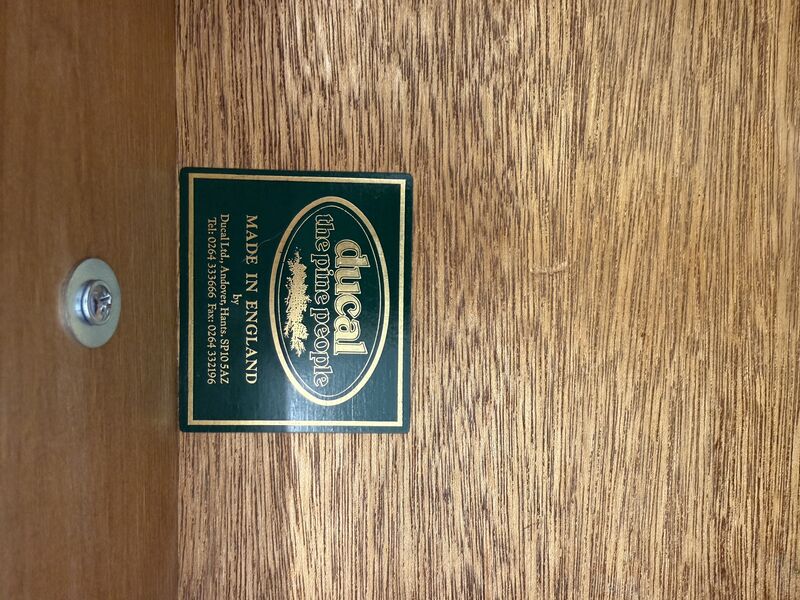 ducal
the pine people
MADE IN ENGLAND
by
Ducal Ltd., Andover, Hants. SP10 5AZ
Tel: 0264 333666 Fax: 0264 332196